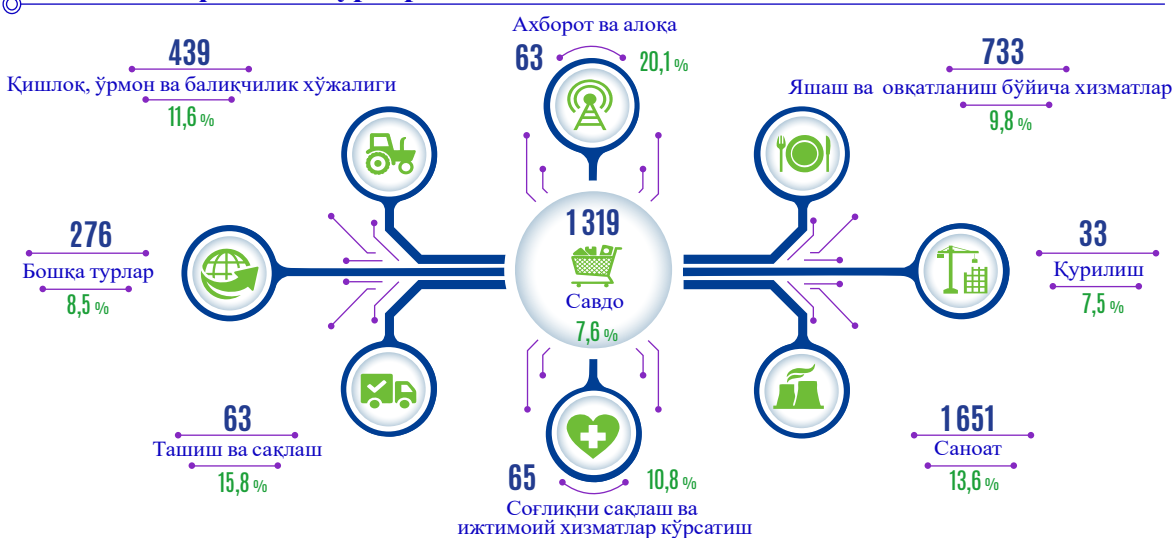 Ахборот ва алоқа
63
20,1 %
439
Қишлоқ, ўрмон ва балиқчилик хўжалиги
11,6 %
733
Яшаш ва овқатланиш бўйича хизматлар
9,8 %
276
Бошқа турлар
8,5 %
1 319
Савдо
7,6 %
33
Қурилиш
7,5 %
63
Ташиш ва сақлаш
15,8 %
65
10,8 %
Соғлиқни сақлаш ва
ижтимоий хизматлар кўрсатиш
1 651
Саноат
13,6 %